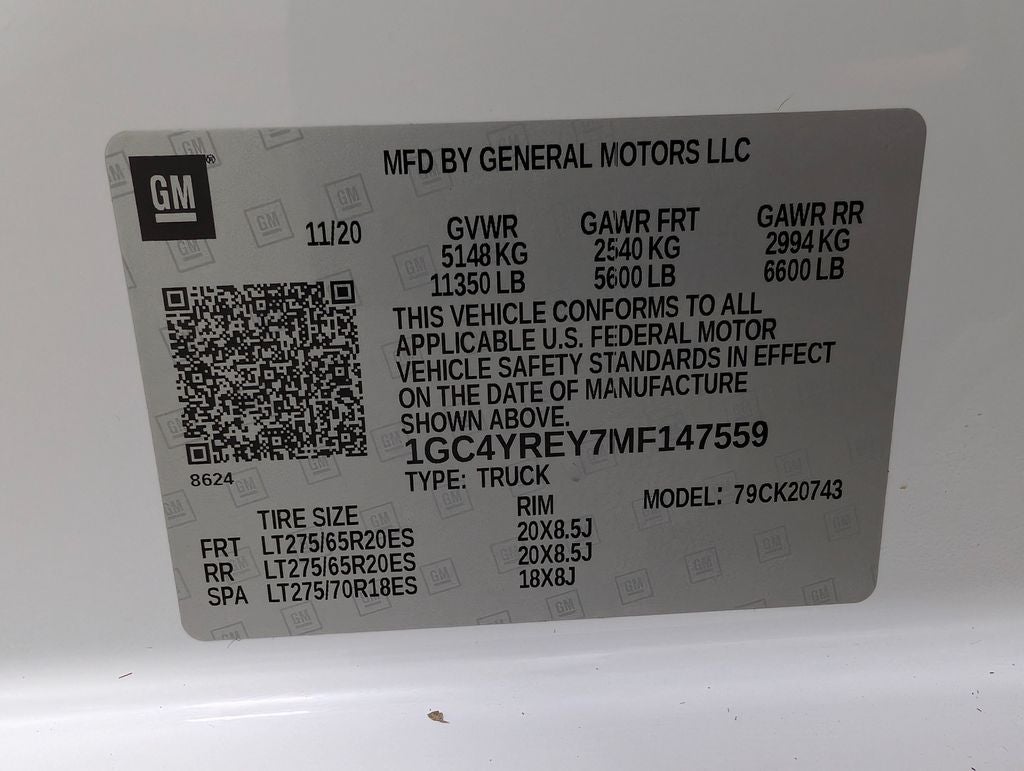 GM®
MFD BY GENERAL MOTORS LLC
11/20
GVWR GAWR FRT GAWR RR
5148 KG 2540 KG 2994 KG
11350 LB 5600 LB 6600 LB
THIS VEHICLE CONFORMS TO ALL
APPLICABLE U.S. FEDERAL MOTOR
VEHICLE SAFETY STANDARDS IN EFFECT
ON THE DATE OF MANUFACTURE
SHOWN ABOVE.
1GC4YREY7MF147559
8624
TYPE: TRUCK
MODEL: 79CK20743
TIRE SIZE RIM
FRT LT275/65R20ES 20X8.5J
RR LT275/65R20ES 20X8.5J
SPA LT275/70R18ES 18X8J